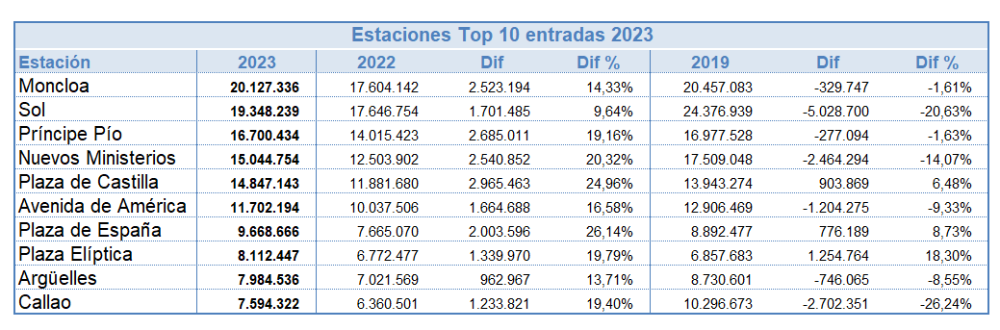 Estaciones Top 10 entradas 2023
Estación 2023 2022 Dif Dif % 2019 Dif Dif %
Moncloa 20.127.336 17.604.142 2.523.194 14,33% 20.457.083 -329.747 -1,61%
Sol 19.348.239 17.646.754 1.701.485 9,64% 24.376.939 -5.028.700 -20,63%
Príncipe Pío 16.700.434 14.015.423 2.685.011 19,16% 16.977.528 -277.094 -1,63%
Nuevos Ministerios 15.044.754 12.503.902 2.540.852 20,32% 17.509.048 -2.464.294 -14,07%
Plaza de Castilla 14.847.143 11.881.680 2.965.463 24,96% 13.943.274 903.869 6,48%
Avenida de América 11.702.194 10.037.506 1.664.688 16,58% 12.906.469 -1.204.275 -9,33%
Plaza de España 9.668.666 7.665.070 2.003.596 26,14% 8.892.477 776.189 8,73%
Plaza Elíptica 8.112.447 6.772.477 1.339.970 19,79% 6.857.683 1.254.764 18,30%
Argüelles 7.984.536 7.021.569 962.967 13,71% 8.730.601 -746.065 -8,55%
Callao 7.594.322 6.360.501 1.233.821 19,40% 10.296.673 -2.702.351 -26,24%